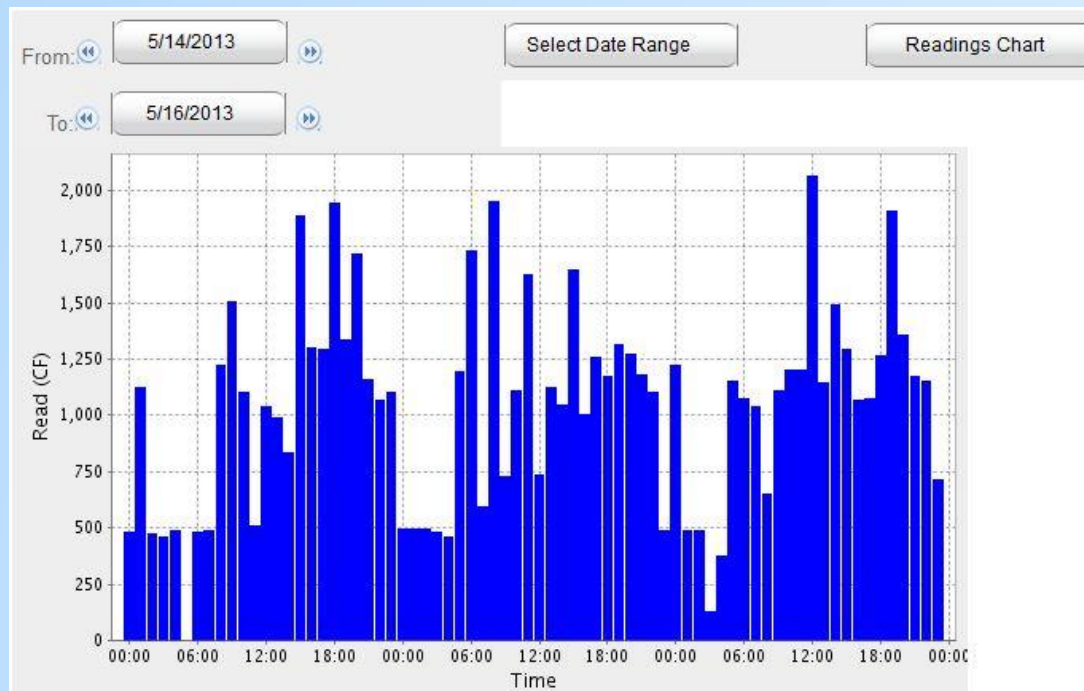 From: 5/14/2013 Select Date Range Readings Chart
To: 5/16/2013
2,000
1,750
1,500
1,250
1,000
750
500
250
0
Read (CF)
00:00 06:00 12:00 18:00 00:00 06:00 12:00 18:00 00:00 06:00 12:00 18:00 00:00
Time